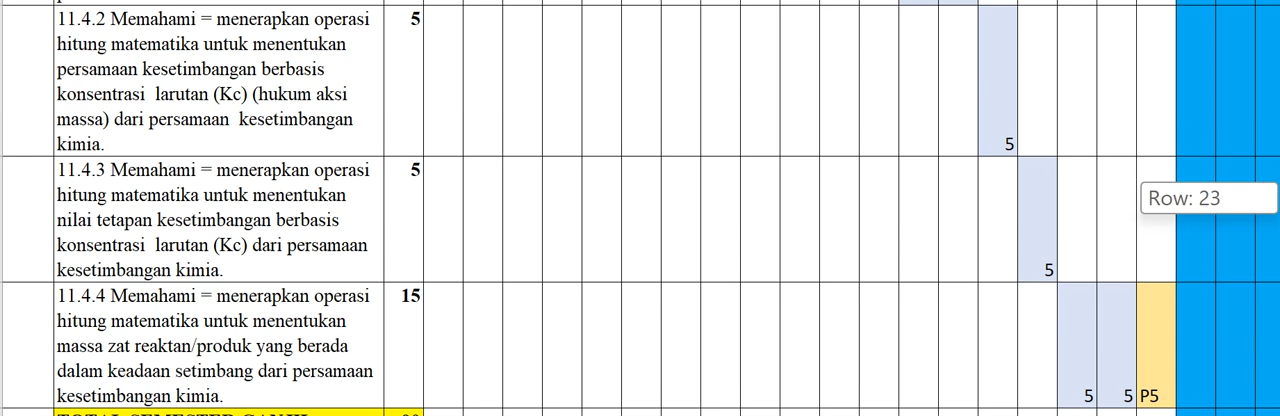 11.4.2 Memahami = menerapkan operasi 5
hitung matematika untuk menentukan
persamaan kesetimbangan berbasis
konsentrasi larutan (Kc) (hukum aksi
massa) dari persamaan kesetimbangan
kimia. 5
11.4.3 Memahami = menerapkan operasi 5
hitung matematika untuk menentukan
nilai tetapan kesetimbangan berbasis
konsentrasi larutan (Kc) dari persamaan
kesetimbangan kimia. 5
Row: 23
11.4.4 Memahami = menerapkan operasi 15
hitung matematika untuk menentukan
massa zat reaktan/produk yang berada
dalam keadaan setimbang dari persamaan
kesetimbangan kimia. 5 5 P5